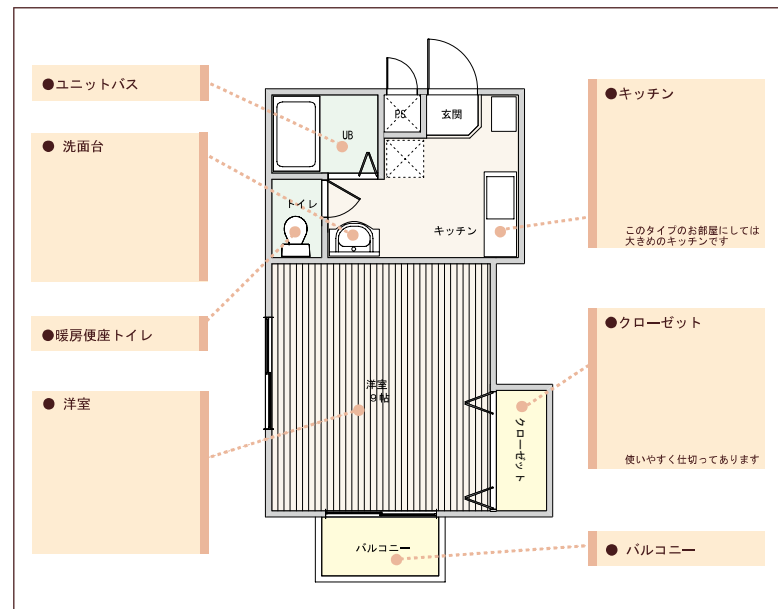 ●ユニットバス
● 洗面台
●暖房便座トイレ
● 洋室
UB
PS
玄関
トイレ
キッチン
洋室
9帖
クローゼット
バルコニー
●キッチン
このタイプのお部屋にしては
大きめのキッチンです
●クローゼット
使いやすく仕切ってあります
● バルコニー